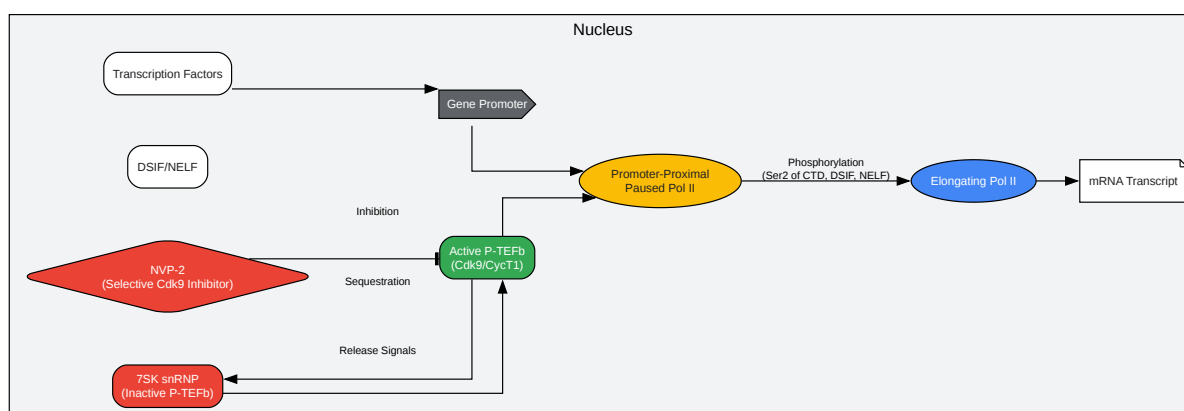 Nucleus
Transcription Factors
Gene Promoter
DSIF/NELF
Promoter-Proximal
Paused Pol II
Phosphorylation
(Ser2 of CTD, DSIF, NELF)
Elongating Pol II
mRNA Transcript
Inhibition
Active P-TEFb
(Cdk9/CycT1)
NVP-2
(Selective Cdk9 Inhibitor)
Sequestration
Release Signals
7SK snRNP
(Inactive P-TEFb)